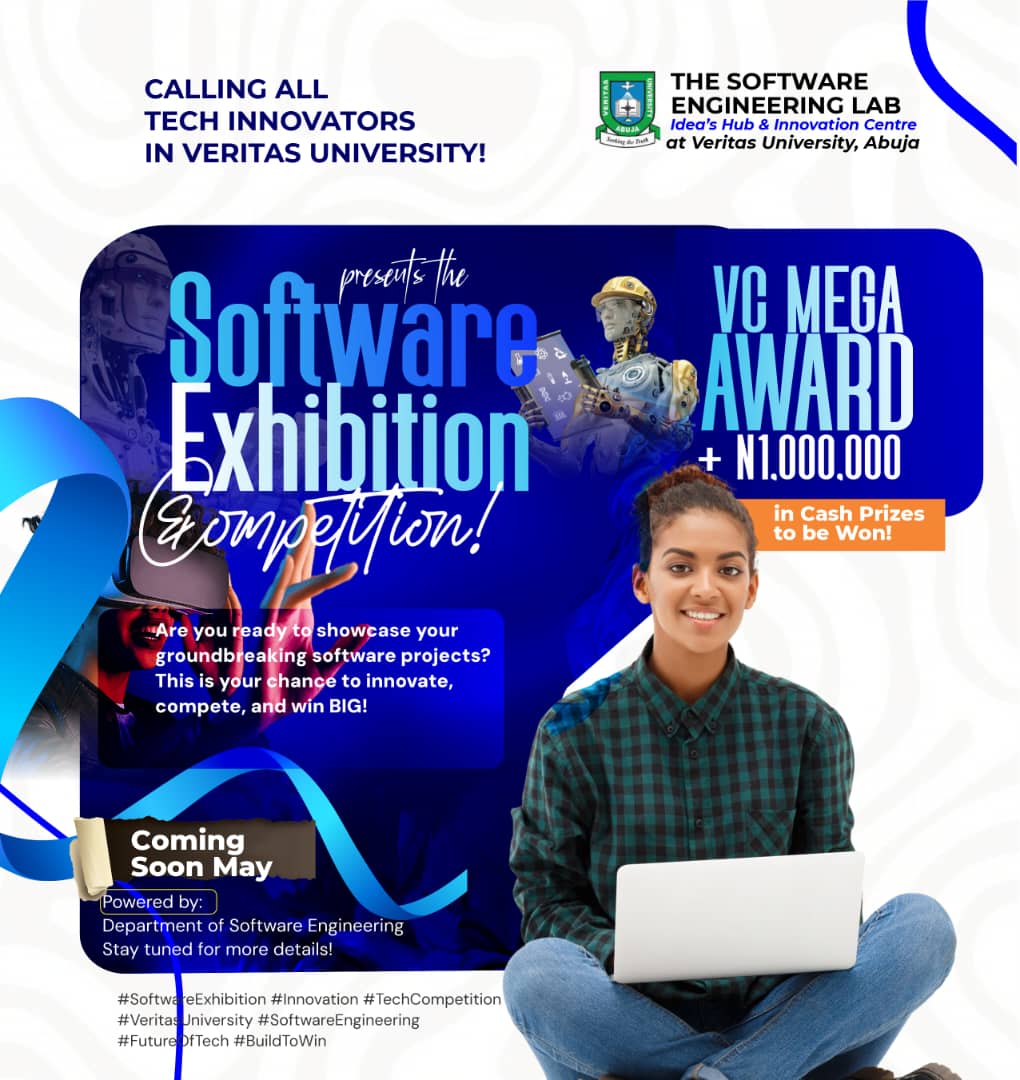 CALLING ALL
TECH INNOVATORS
IN VERITAS UNIVERSITY!
VERITAS UNIVERSITY
ABUJA
Seeking the Truth
THE SOFTWARE
ENGINEERING LAB
Idea's Hub & Innovation Centre
at Veritas University, Abuja
presents the
Software
Exhibition
& Competition!
VC MEGA
AWARD
+ N1.000.000
in Cash Prizes
to be Won!
Are you ready to showcase your
groundbreaking software projects?
This is your chance to innovate,
compete, and win BIG!
Coming
Soon May
Powered by:
Department of Software Engineering
Stay tuned for more details!
#SoftwareExhibition #Innovation #TechCompetition
#VeritasUniversity #SoftwareEngineering
#FutureOfTech #BuildToWin